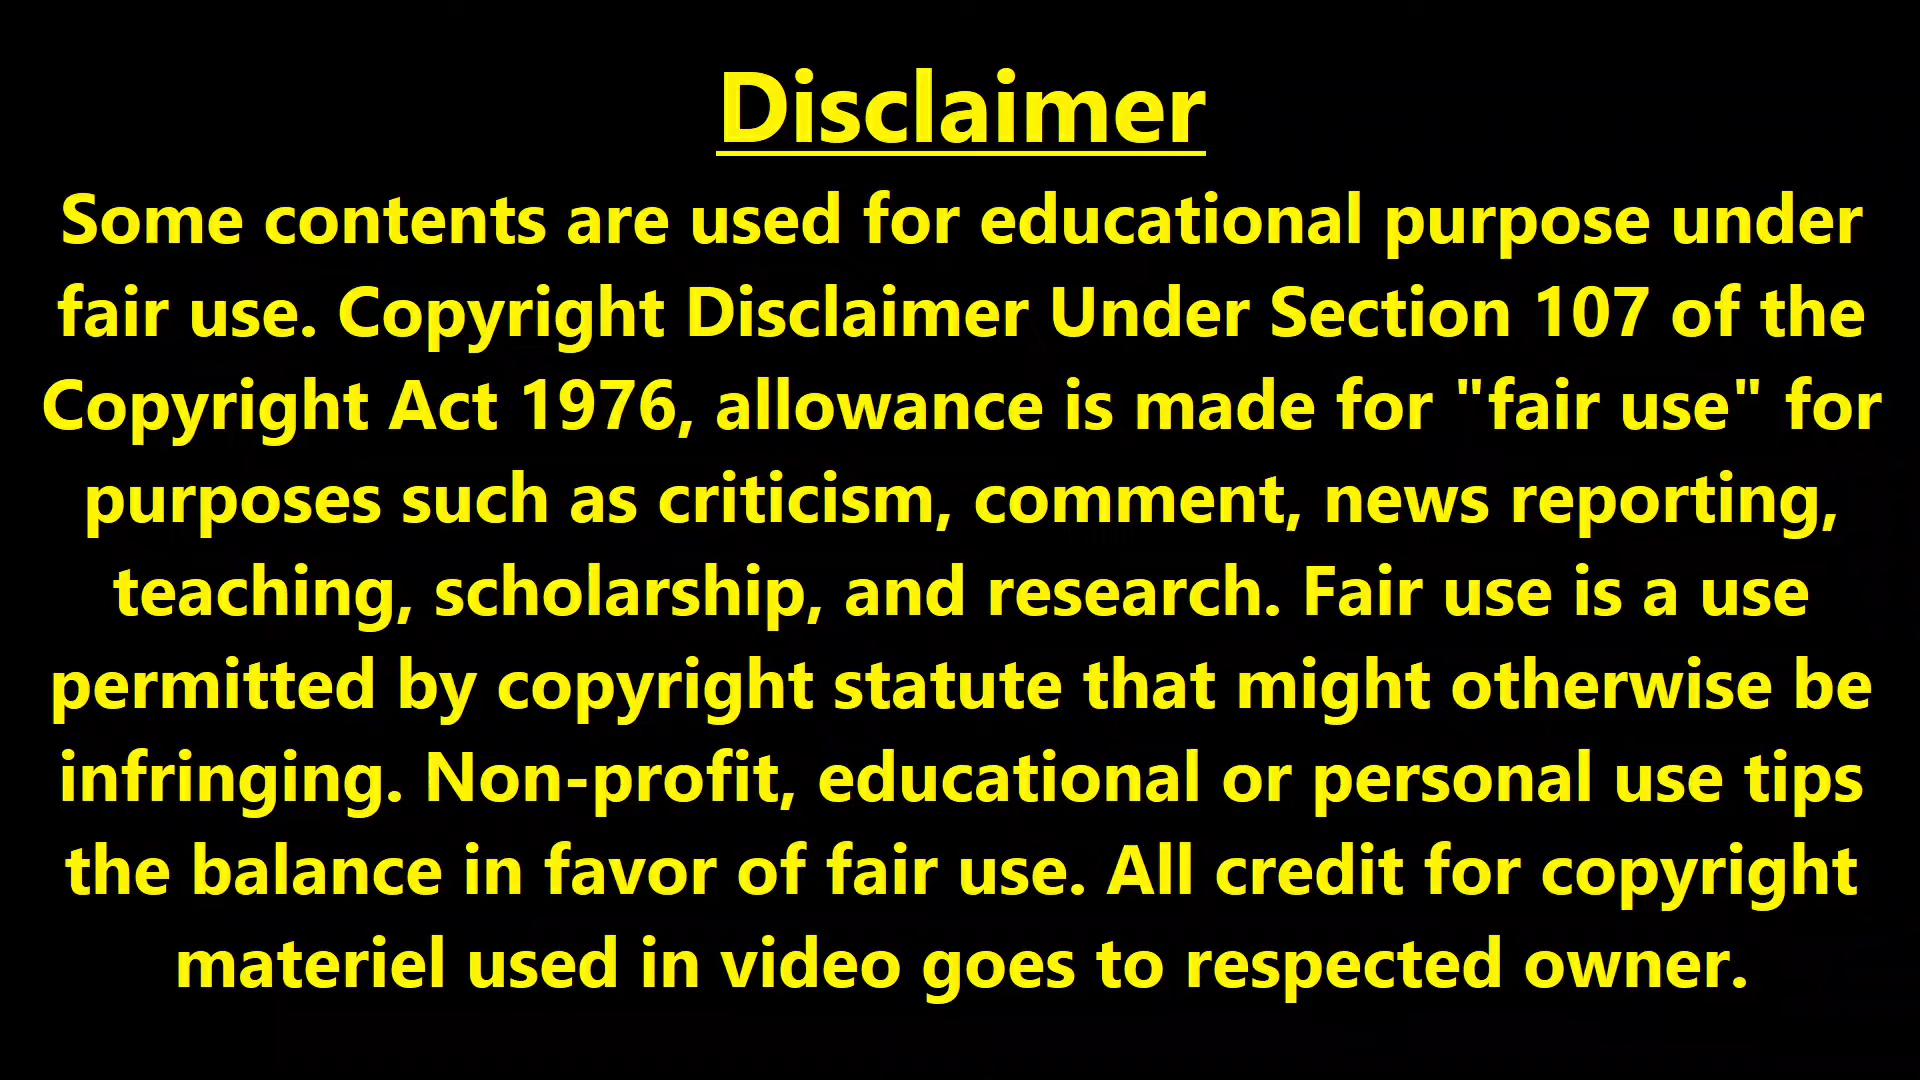 Disclaimer
Some contents are used for educational purpose under
fair use. Copyright Disclaimer Under Section 107 of the
Copyright Act 1976, allowance is made for "fair use" for
purposes such as criticism, comment, news reporting,
teaching, scholarship, and research. Fair use is a use
permitted by copyright statute that might otherwise be
infringing. Non-profit, educational or personal use tips
the balance in favor of fair use. All credit for copyright
materiel used in video goes to respected owner.